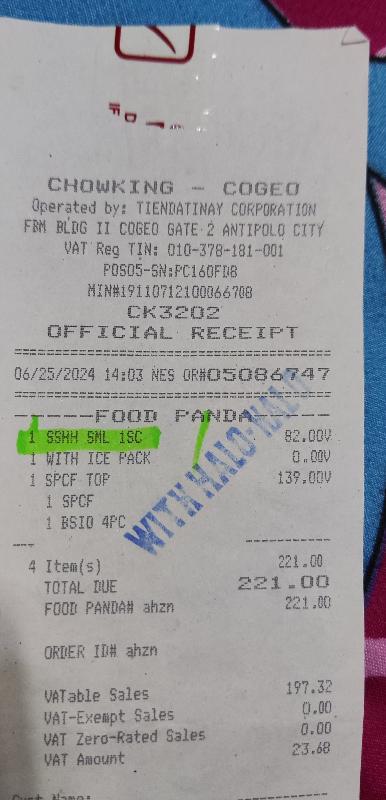 CHOWKING - COGEO
Operated by: TIENDATINAY CORPORATION
FBM BLDG II COGEO GATE 2 ANTIPOLO CITY
VAT Reg TIN: 010-378-181-001
POS05-SN:PC160FD8
MIN#19110712100066708
CK3202
OFFICIAL RECEIPT
===================================
06/25/2024 14:03 NES OR#05086747
===================================
------FOOD PANDA------
1 SSHH SML 1SC 82.00V
1 WITH ICE PACK 0.00V
1 SPCF TOP 139.00V
1 SPCF
1 BSIO 4PC
WITH HALO-HALO
4 Item(s) 221.00
TOTAL DUE 221.00
FOOD PANDA# ahzn 221.00
ORDER ID# ahzn
VATable Sales 197.32
VAT-Exempt Sales 0.00
VAT Zero-Rated Sales 0.00
VAT Amount 23.68
Cust Name: